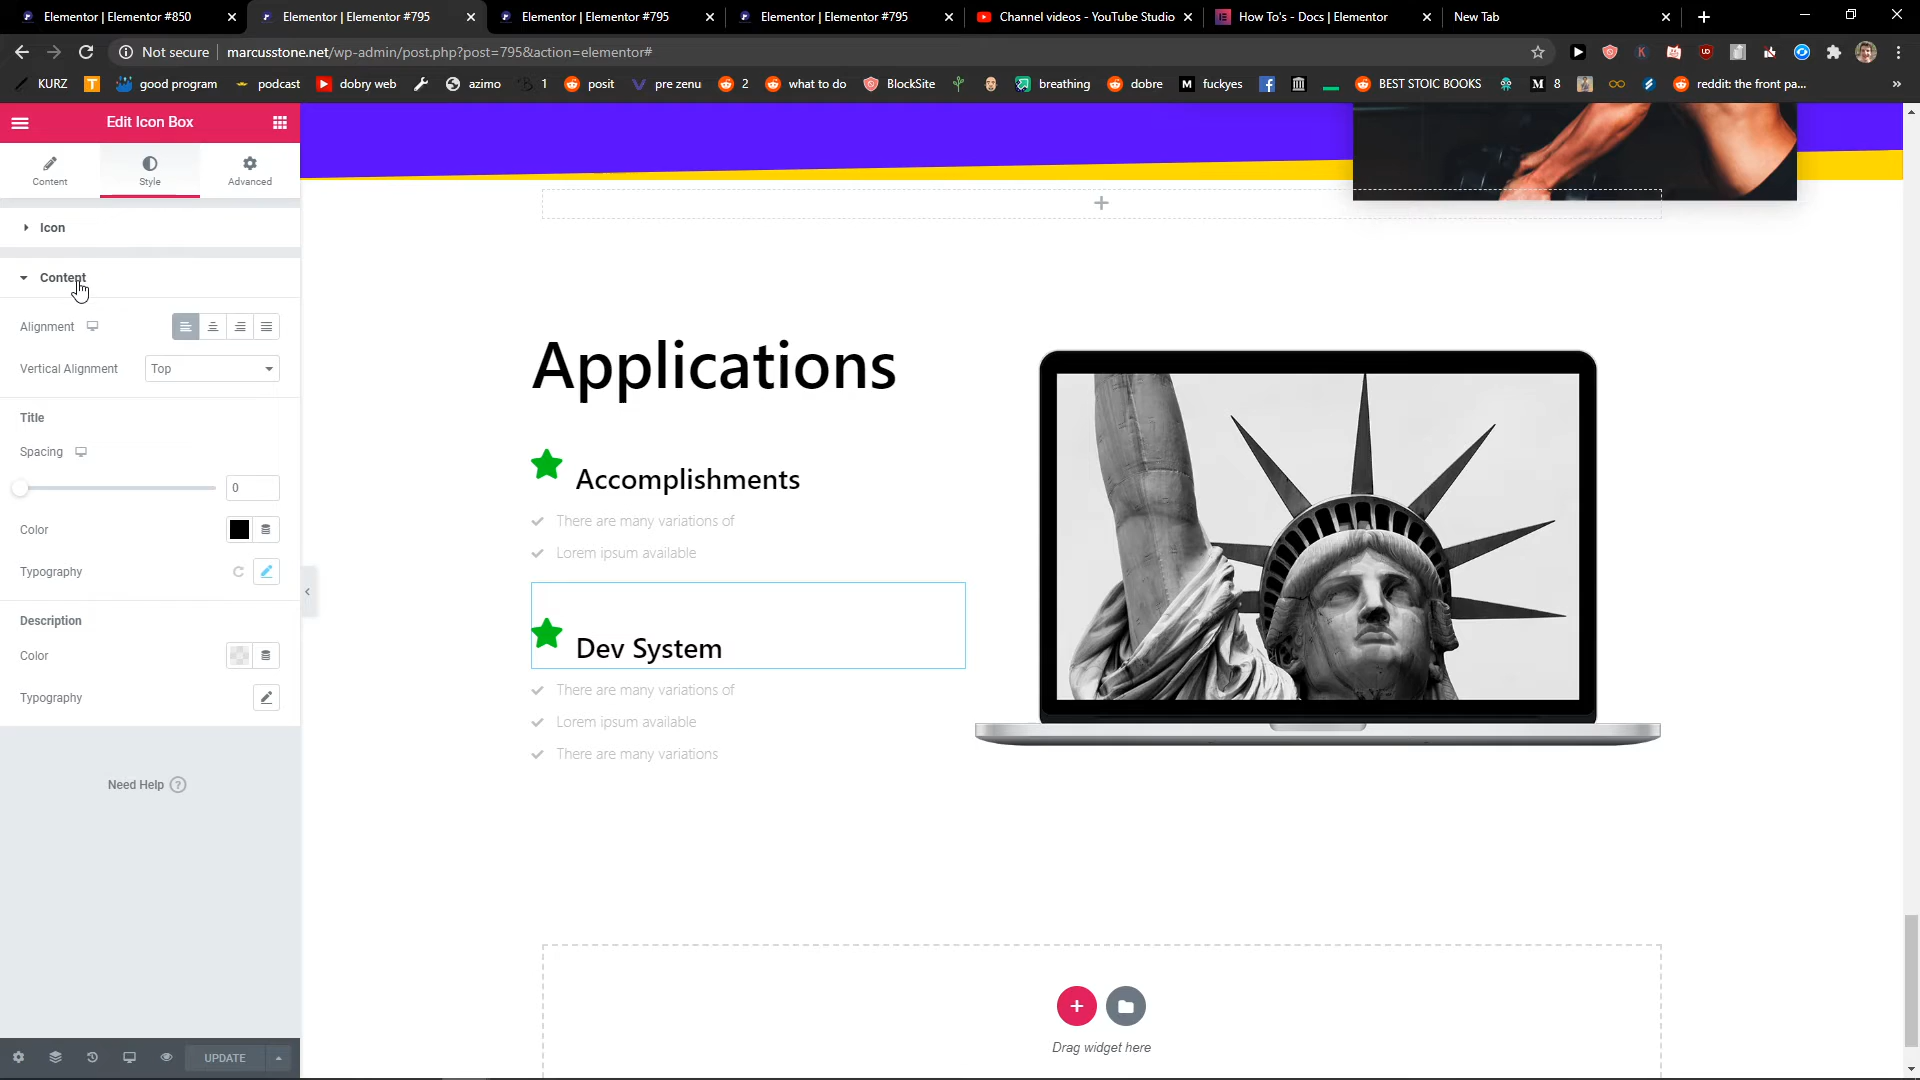 Elementor | Elementor #850
Elementor | Elementor #795
Elementor | Elementor #795
Elementor | Elementor #795
Channel videos - YouTube Studio
How To's - Docs | Elementor
New Tab
Not secure
marcusstone.net/wp-admin/post.php?post=795&action=elementor#
KURZ
good program
podcast
dobry web
azimo
1
posit
pre zenu
2
what to do
BlockSite
breathing
dobre
fuckyes
BEST STOIC BOOKS
8
reddit: the front pa...
Edit Icon Box
Content
Style
Advanced
Icon
Content
Alignment
Vertical Alignment
Top
Title
Spacing
0
Color
Typography
Description
Color
Typography
Need Help ?
UPDATE
Applications
Accomplishments
There are many variations of
Lorem ipsum available
Dev System
There are many variations of
Lorem ipsum available
There are many variations
Drag widget here